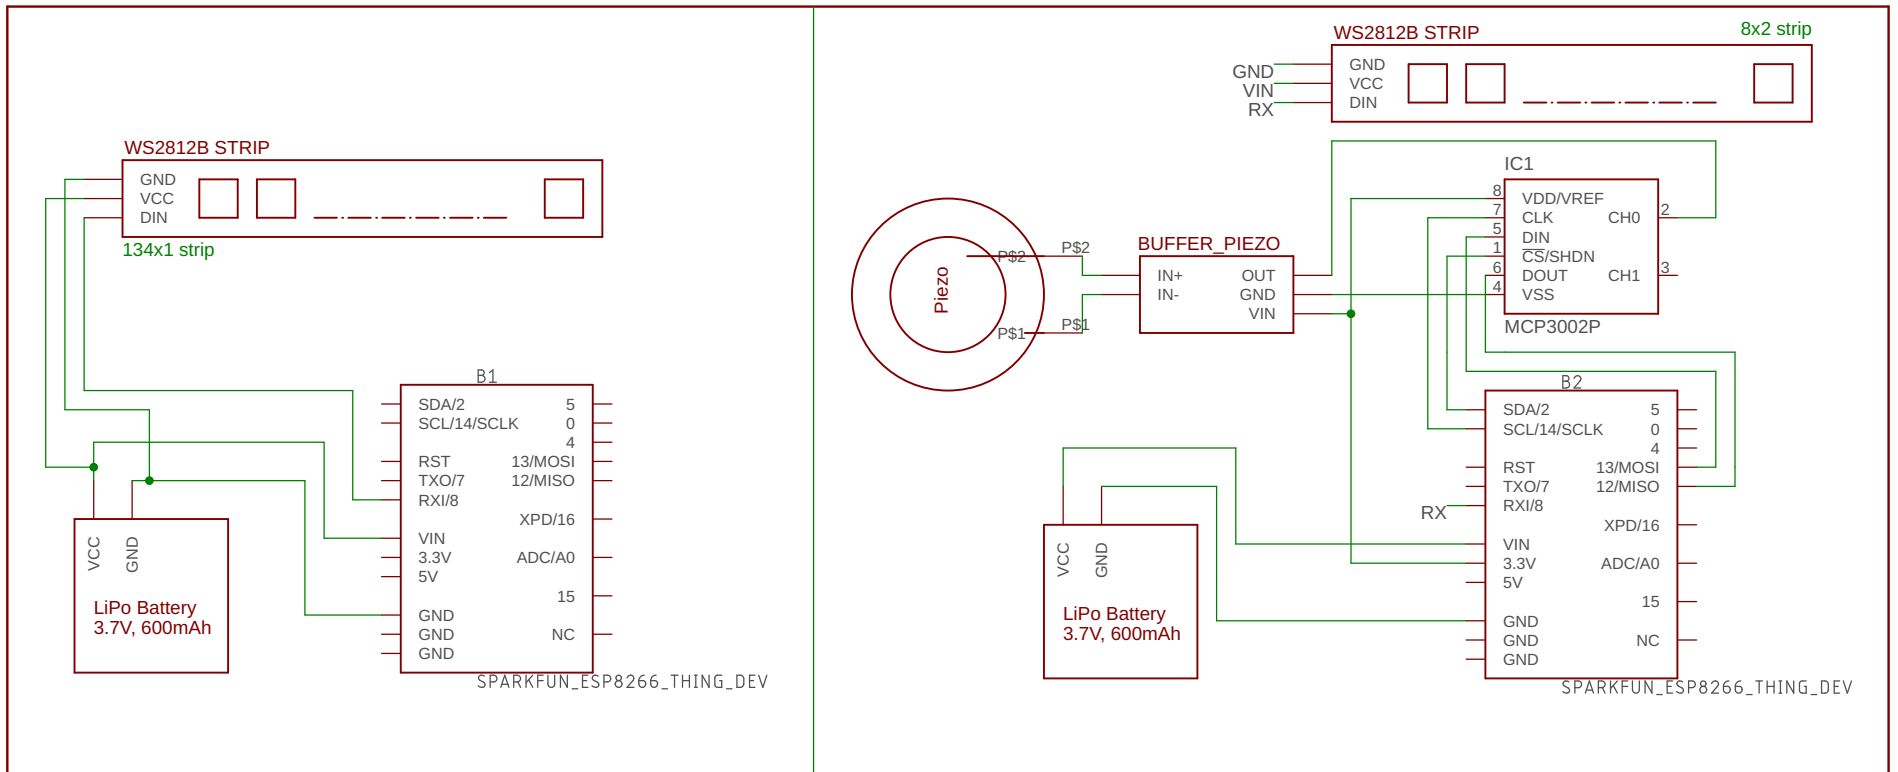 WS2812B STRIP
GND
VCC
DIN
134x1 strip
B1
SDA/2
SCL/14/SCLK
RST
TXO/7
RXI/8
VIN
3.3V
5V
GND
GND
GND
5
0
4
13/MOSI
12/MISO
XPD/16
ADC/A0
15
NC
SPARKFUN_ESP8266_THING_DEV
VCC
GND
LiPo Battery
3.7V, 600mAh
WS2812B STRIP
8x2 strip
GND
VIN
RX
GND
VCC
DIN
Piezo
P$2
P$2
P$1
P$1
BUFFER_PIEZO
IN+
IN-
OUT
GND
VIN
IC1
8
7
5
1
6
4
VDD/VREF
CLK
DIN
CS/SHDN
DOUT
VSS
CH0
CH1
2
3
MCP3002P
B2
SDA/2
SCL/14/SCLK
RST
TXO/7
RXI/8
VIN
3.3V
5V
GND
GND
GND
5
0
4
13/MOSI
12/MISO
XPD/16
ADC/A0
15
NC
RX
SPARKFUN_ESP8266_THING_DEV
VCC
GND
LiPo Battery
3.7V, 600mAh